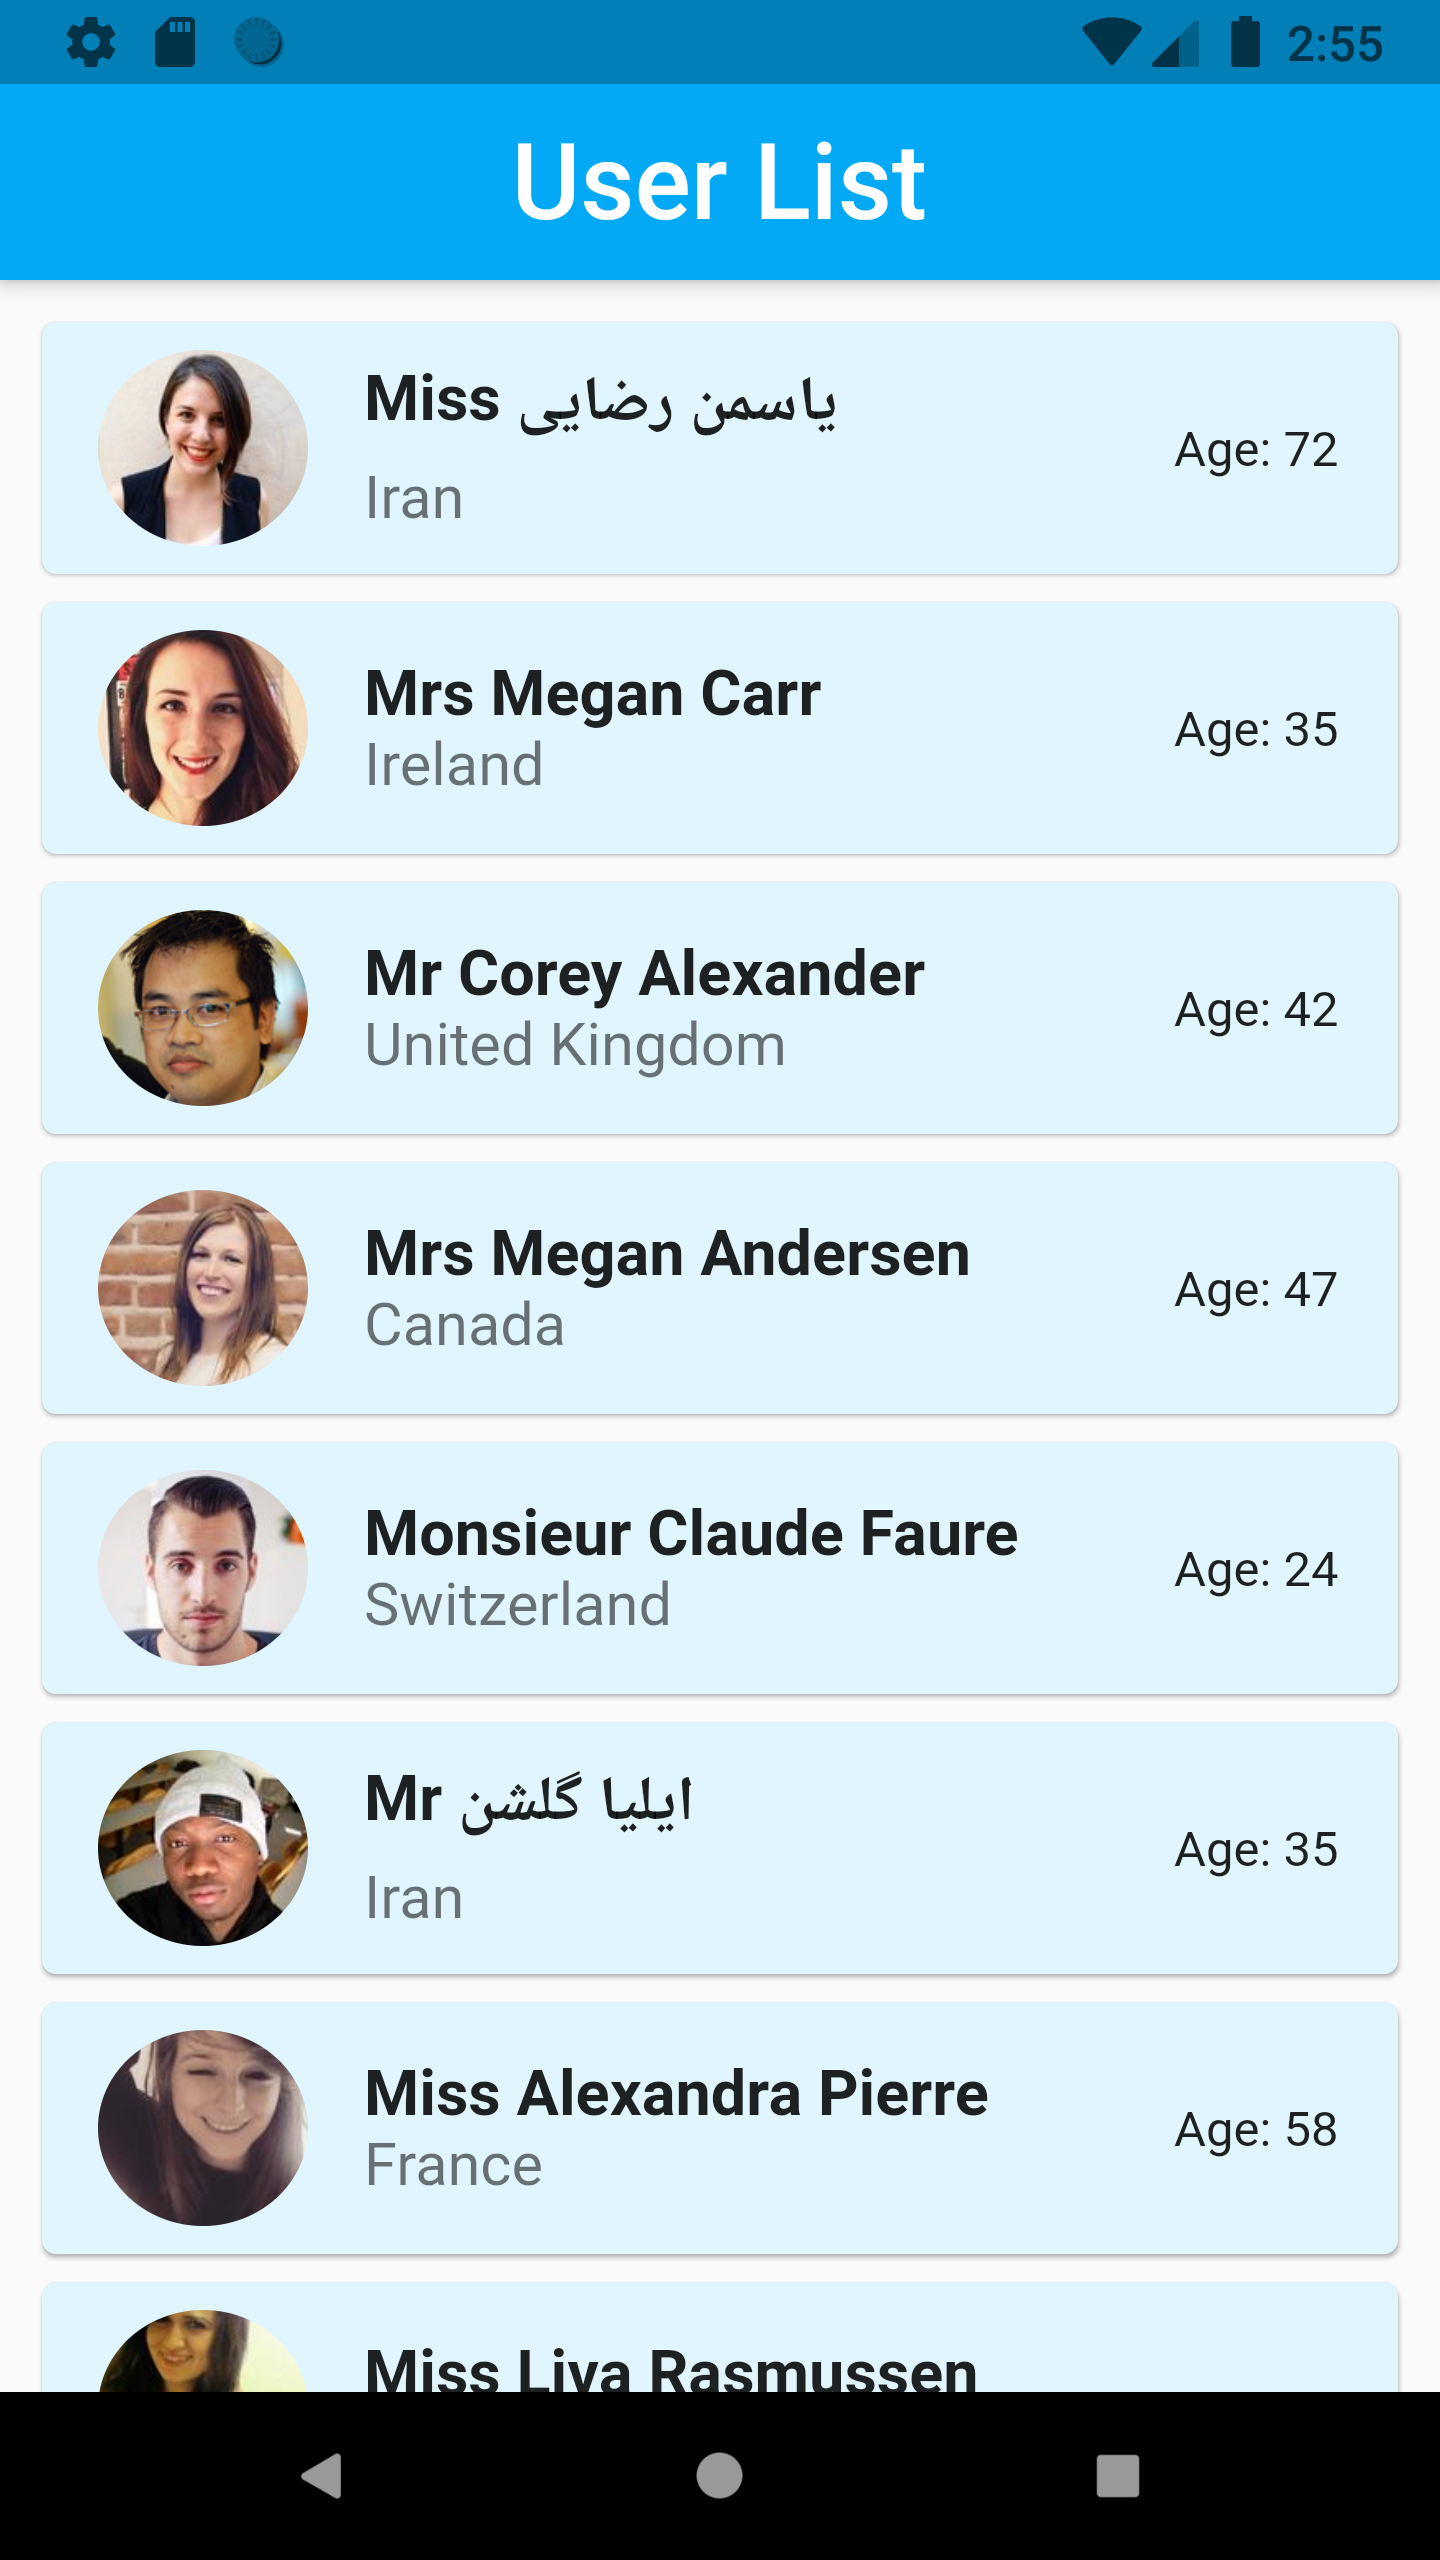 2:55
User List
Miss یاسمن رضایی
Iran
Age: 72
Mrs Megan Carr
Ireland
Age: 35
Mr Corey Alexander
United Kingdom
Age: 42
Mrs Megan Andersen
Canada
Age: 47
Monsieur Claude Faure
Switzerland
Age: 24
Mr ایلیا گلشن
Iran
Age: 35
Miss Alexandra Pierre
France
Age: 58
Miss Liva Rasmussen